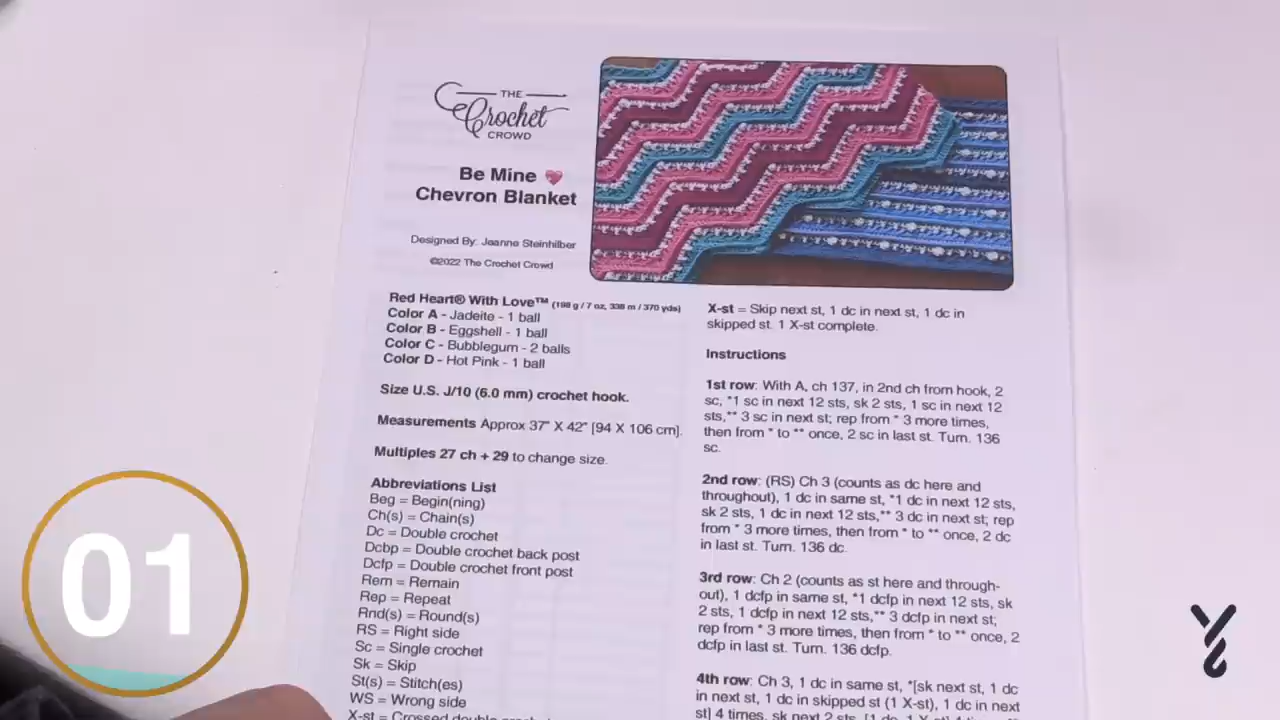 THE
Crochet
CROWD
Be Mine
Chevron Blanket
Designed By: Jeanne Steinhilber
©2022 The Crochet Crowd
Red Heart® With Love™ (198 g / 7 oz, 338 m / 370 yds)
Color A - Jadeite - 1 ball
Color B - Eggshell - 1 ball
Color C - Bubblegum - 2 balls
Color D - Hot Pink - 1 ball
Size U.S. J/10 (6.0 mm) crochet hook.
Measurements Approx 37" X 42" [94 X 106 cm].
Multiples 27 ch + 29 to change size.
Abbreviations List
Beg = Begin(ning)
Ch(s) = Chain(s)
Dc = Double crochet
Dcbp = Double crochet back post
Dcfp = Double crochet front post
Rem = Remain
Rep = Repeat
Rnd(s) = Round(s)
RS = Right side
Sc = Single crochet
Sk = Skip
St(s) = Stitch(es)
WS = Wrong side
X-st = Crossed double
X-st = Skip next st, 1 dc in next st, 1 dc in
skipped st. 1 X-st complete.
Instructions
1st row: With A, ch 137, in 2nd ch from hook, 2
sc, *1 sc in next 12 sts, sk 2 sts, 1 sc in next 12
sts,** 3 sc in next st; rep from * 3 more times,
then from * to ** once, 2 sc in last st. Turn. 136
sc.
2nd row: (RS) Ch 3 (counts as dc here and
throughout), 1 dc in same st, *1 dc in next 12 sts,
sk 2 sts, 1 dc in next 12 sts,** 3 dc in next st; rep
from * 3 more times, then from * to ** once, 2 dc
in last st. Turn. 136 dc.
3rd row: Ch 2 (counts as st here and through-
out), 1 dcfp in same st, *1 dcfp in next 12 sts, sk
2 sts, 1 dcfp in next 12 sts,** 3 dcfp in next st;
rep from * 3 more times, then from * to ** once, 2
dcfp in last st. Turn. 136 dcfp.
4th row: Ch 3, 1 dc in same st, *[sk next st, 1 dc
in next st, 1 dc in skipped st (1 X-st), 1 dc in next
st] 4 times, sk next 2 sts, [1 dc, 1 X-st] 4 times,**
01